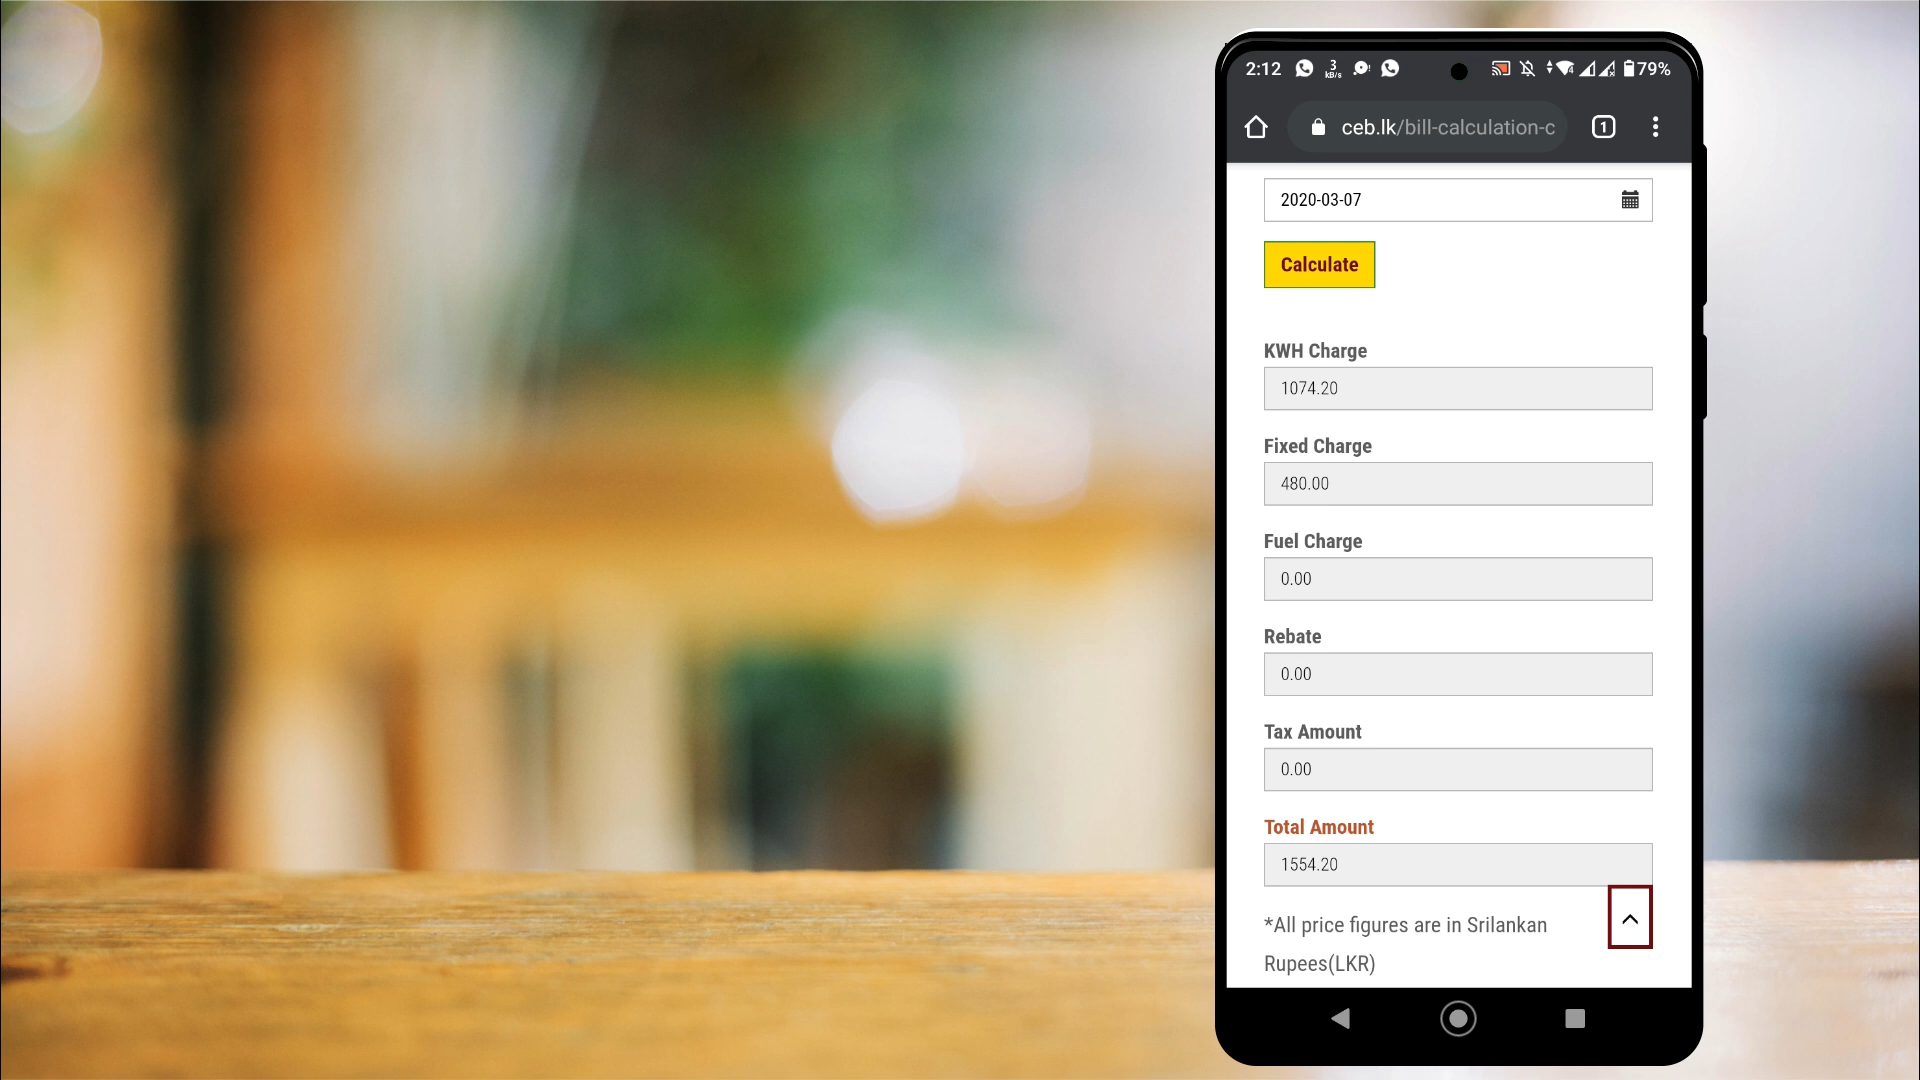 2:12
3
kB/s
79%
ceb.lk/bill-calculation-c
1
2020-03-07
Calculate
KWH Charge
1074.20
Fixed Charge
480.00
Fuel Charge
0.00
Rebate
0.00
Tax Amount
0.00
Total Amount
1554.20
*All price figures are in Srilankan
Rupees(LKR)